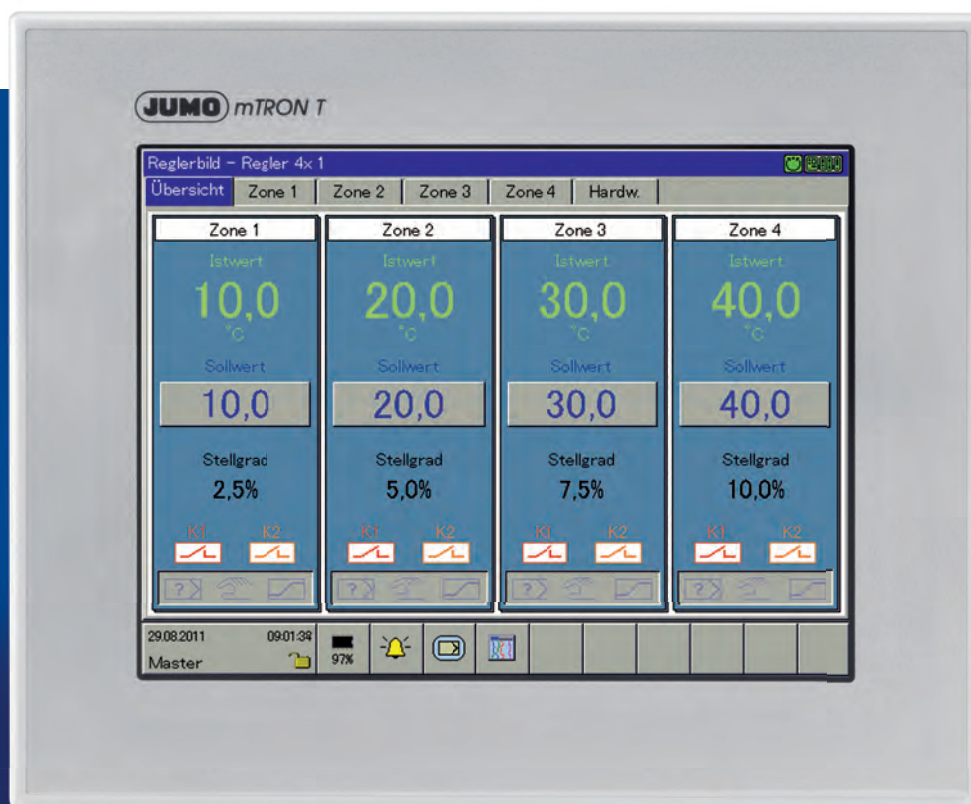 JUMO mTRON T
Reglerbild - Regler 4x 1
Übersicht Zone 1 Zone 2 Zone 3 Zone 4 Hardw.
Zone 1 Zone 2 Zone 3 Zone 4
Istwert Istwert Istwert Istwert
10,0 20,0 30,0 40,0
°C °C °C °C
Sollwert Sollwert Sollwert Sollwert
10,0 20,0 30,0 40,0
Stellgrad Stellgrad Stellgrad Stellgrad
2,5% 5,0% 7,5% 10,0%
K1 K2 K1 K2 K1 K2 K1 K2
? ? ? ?
29.08.2011 09:01:38
Master 97%